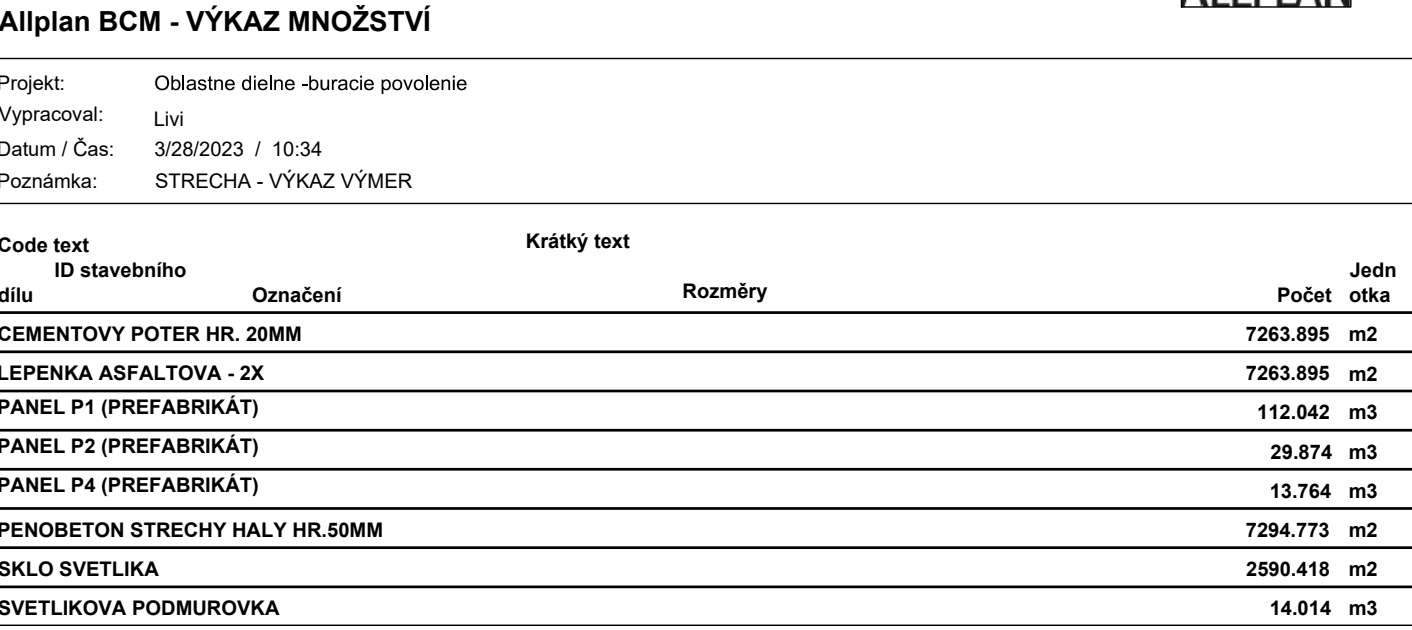 Allplan BCM - VÝKAZ MNOŽSTVÍ
Projekt: Oblastne dielne -buracie povolenie
Vypracoval: Livi
Datum / Čas: 3/28/2023 / 10:34
Poznámka: STRECHA - VÝKAZ VÝMER
Code text Krátký text
ID stavebního Jedn
dílu Označení Rozměry Počet otka
CEMENTOVY POTER HR. 20MM 7263.895 m2
LEPENKA ASFALTOVA - 2X 7263.895 m2
PANEL P1 (PREFABRIKÁT) 112.042 m3
PANEL P2 (PREFABRIKÁT) 29.874 m3
PANEL P4 (PREFABRIKÁT) 13.764 m3
PENOBETON STRECHY HALY HR.50MM 7294.773 m2
SKLO SVETLIKA 2590.418 m2
SVETLIKOVA PODMUROVKA 14.014 m3